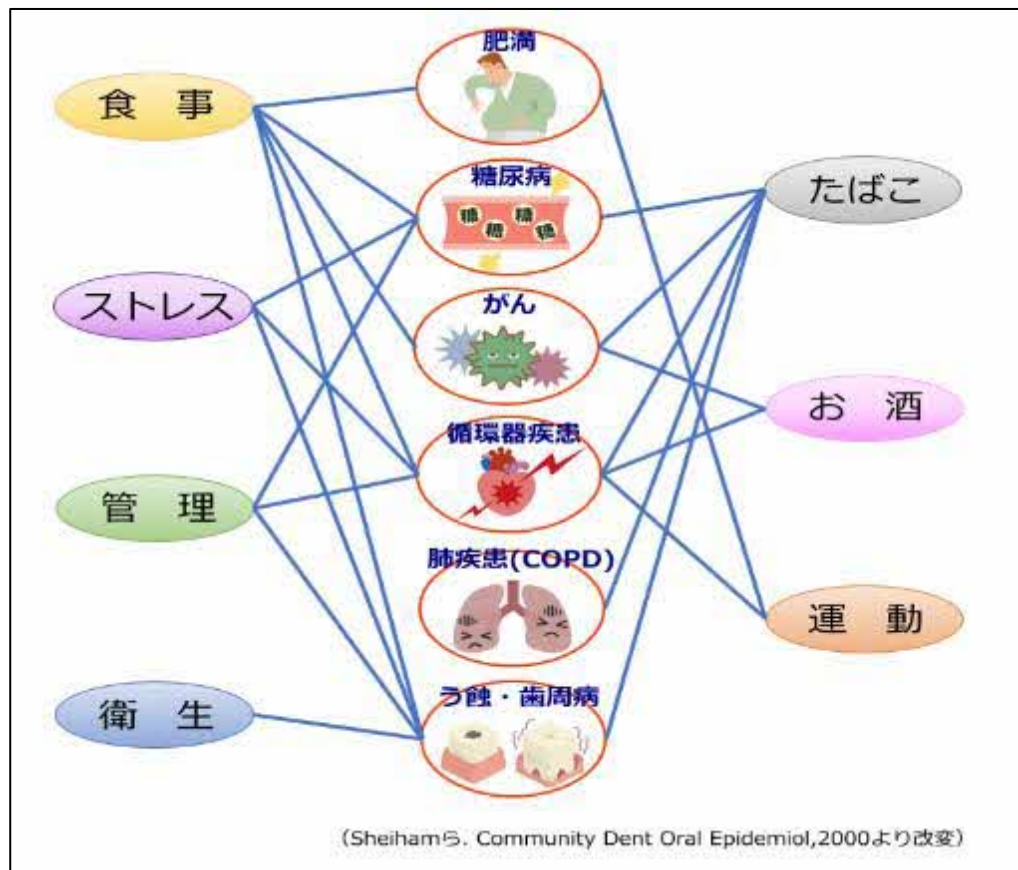 肥満
食 事
糖尿病
糖 糖 糖 糖
たばこ
ストレス
がん
お 酒
循環器疾患
管 理
肺疾患(COPD)
運 動
う蝕・歯周病
衛 生
（Sheihamら. Community Dent Oral Epidemiol,2000より改変）